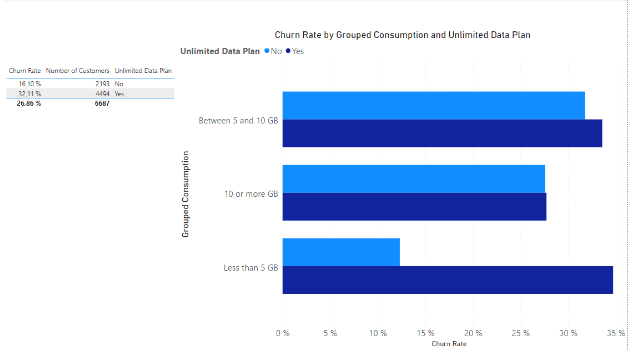 Churn Rate by Grouped Consumption and Unlimited Data Plan
Unlimited Data Plan No Yes
Churn Rate Number of Customers Unlimited Data Plan
16,10 % 2193 No
32,11 % 4494 Yes
26,86 % 6687
Grouped Consumption
Between 5 and 10 GB
10 or more GB
Less than 5 GB
0 % 5 % 10 % 15 % 20 % 25 % 30 % 35 %
Churn Rate